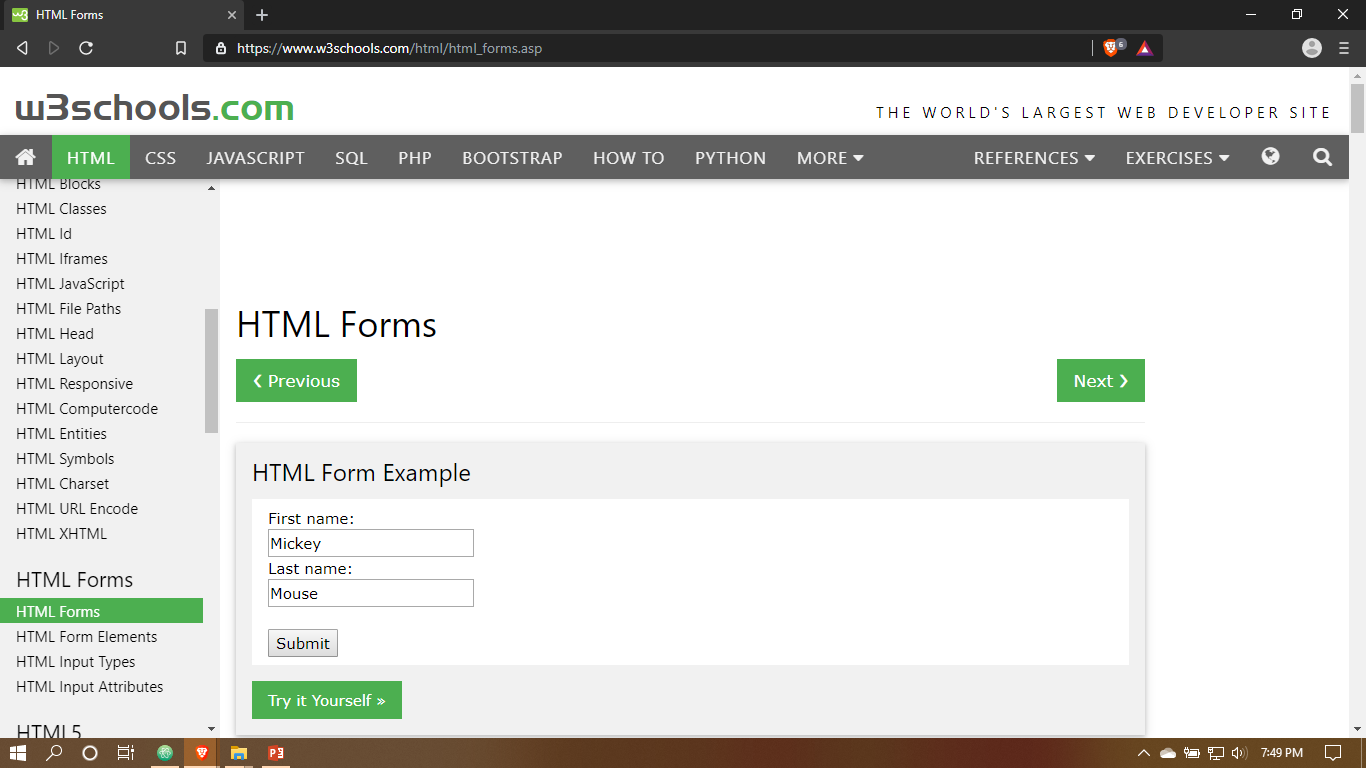 HTML Forms
https://www.w3schools.com/html/html_forms.asp
6
w3schools.com
THE WORLD'S LARGEST WEB DEVELOPER SITE
HTML CSS JAVASCRIPT SQL PHP BOOTSTRAP HOW TO PYTHON MORE REFERENCES EXERCISES
HTML Blocks
HTML Classes
HTML Id
HTML Iframes
HTML JavaScript
HTML File Paths
HTML Head
HTML Layout
HTML Responsive
HTML Computercode
HTML Entities
HTML Symbols
HTML Charset
HTML URL Encode
HTML XHTML
HTML Forms
HTML Forms
HTML Form Elements
HTML Input Types
HTML Input Attributes
HTML5
HTML Forms
❮ Previous
Next ❯
HTML Form Example
First name:
Mickey
Last name:
Mouse
Submit
Try it Yourself »
7:49 PM